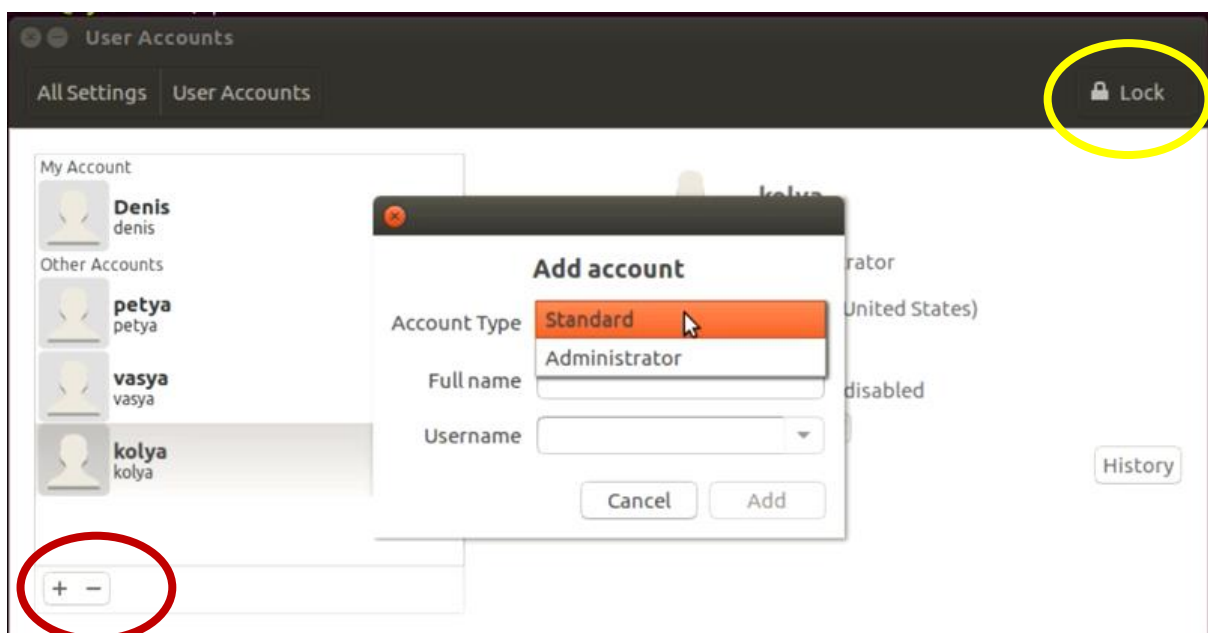 User Accounts
All Settings User Accounts
Lock
My Account
Denis
denis
Other Accounts
petya
petya
vasya
vasya
kolya
kolya
+ −
Add account
Account Type Standard
Administrator
Full name
Username
Cancel Add
kolya
rator
United States)
disabled
History